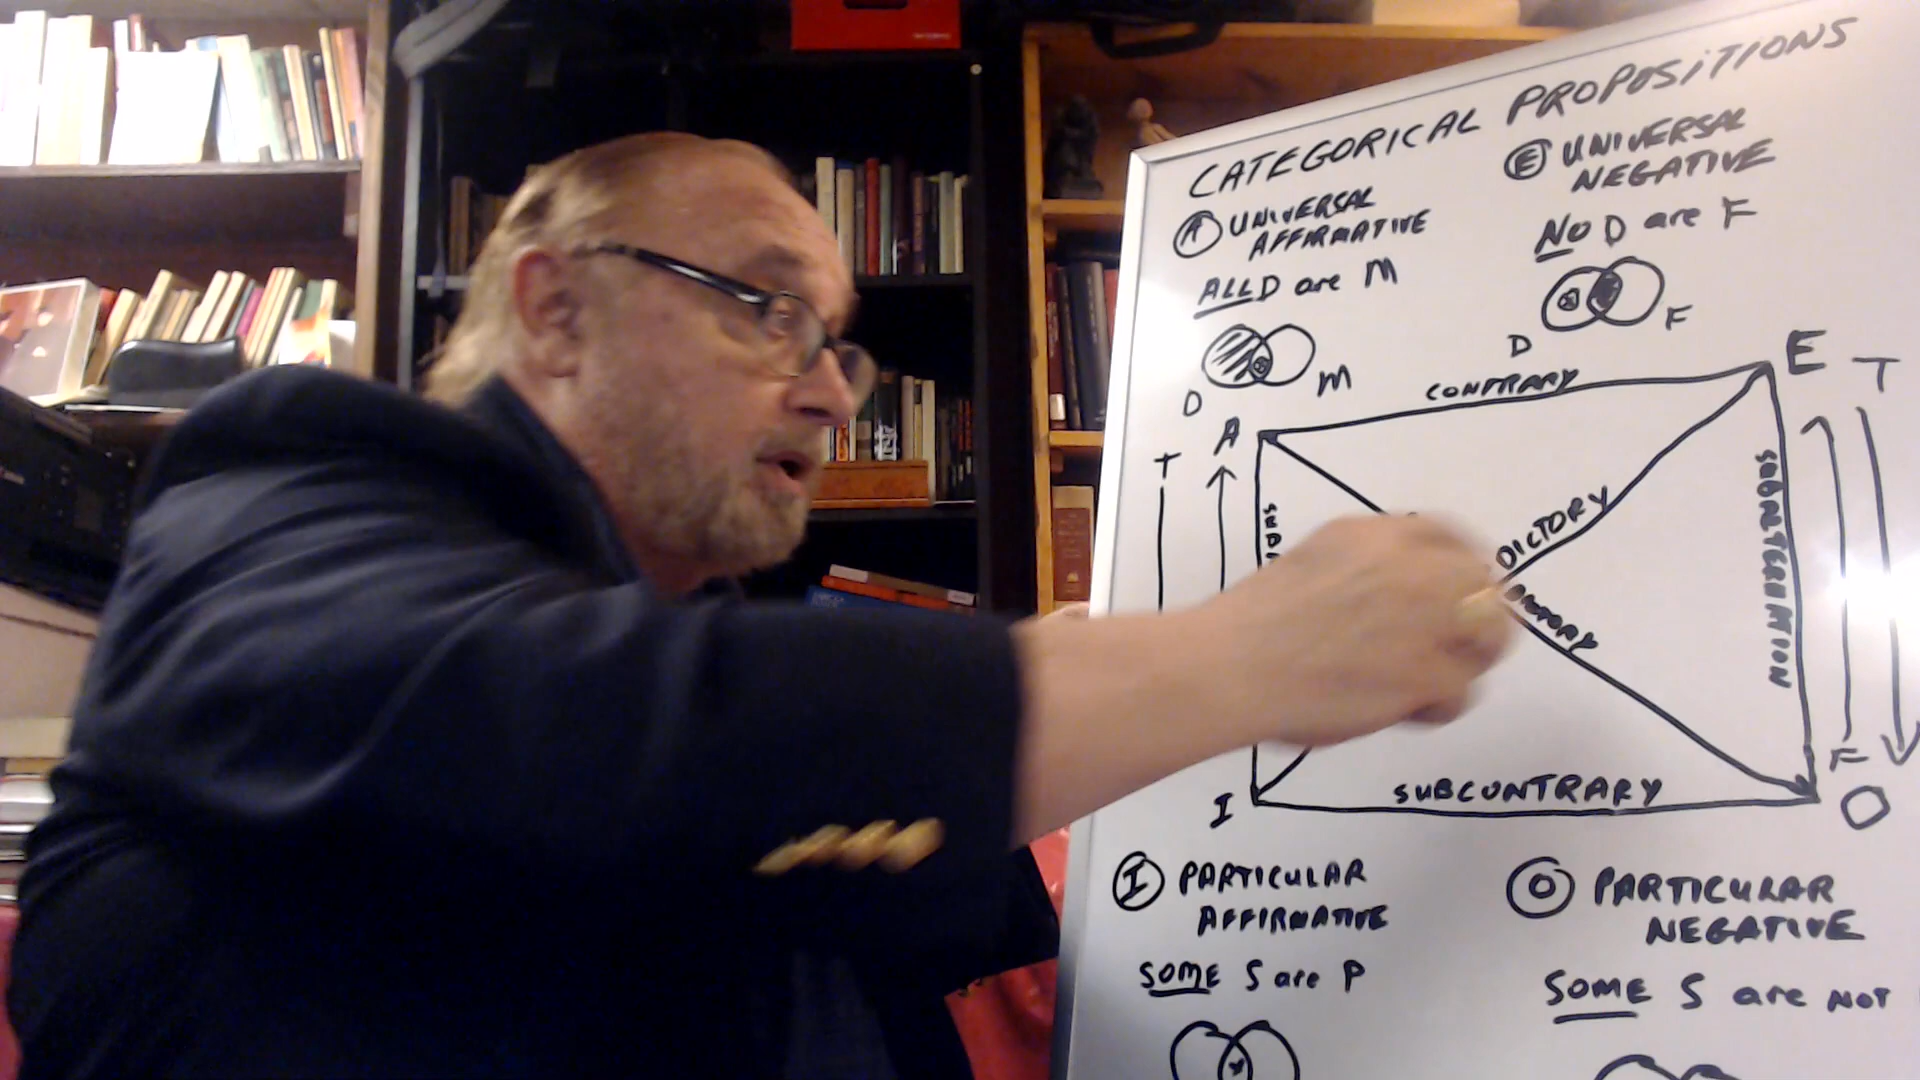 CATEGORICAL PROPOSITIONS
Ⓐ UNIVERSAL
AFFIRMATIVE
ALL D are M
D
M
Ⓔ UNIVERSAL
NEGATIVE
NO D are F
D
F
A
CONTRARY
E
T
T
DICTORY
DICTORY
SUBALTERNATION
I
SUBCONTRARY
F
O
Ⓘ PARTICULAR
AFFIRMATIVE
SOME S are P
Ⓞ PARTICULAR
NEGATIVE
SOME S are NOT